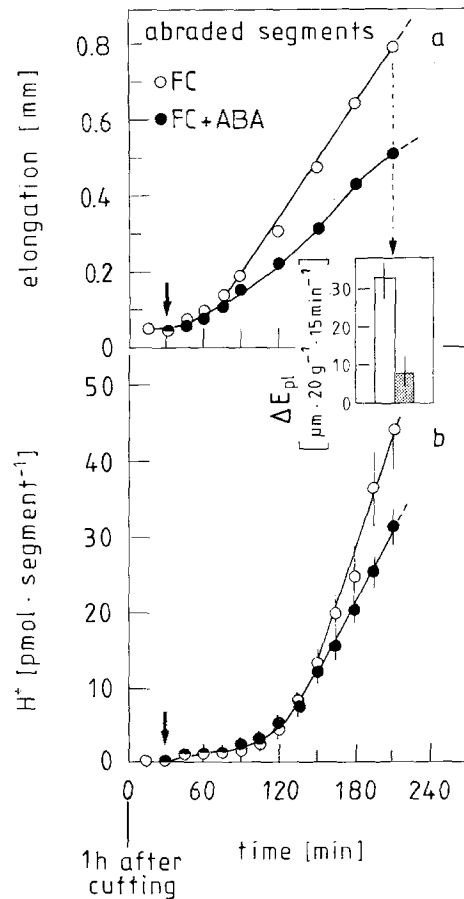 abraded segments
a
FC
FC+ABA
elongation [mm]
0.8
0.6
0.4
0.2
0
ΔE_pl
[µm · 20 g⁻¹ · 15 min⁻¹]
30
20
10
0
b
H⁺ [pmol · segment⁻¹]
50
40
30
20
10
0
0 60 120 180 240
1h after
cutting
time [min]